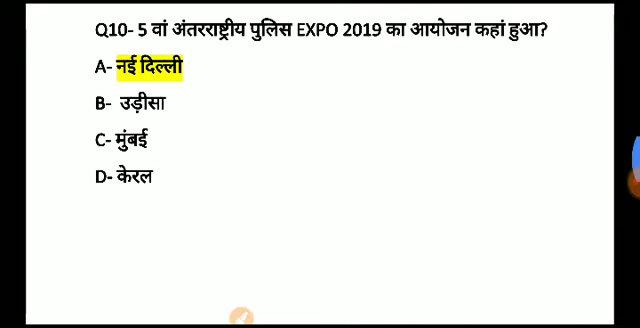 Q10- 5 वां अंतरराष्ट्रीय पुलिस EXPO 2019 का आयोजन कहां हुआ?
A- नई दिल्ली
B- उड़ीसा
C- मुंबई
D- केरल